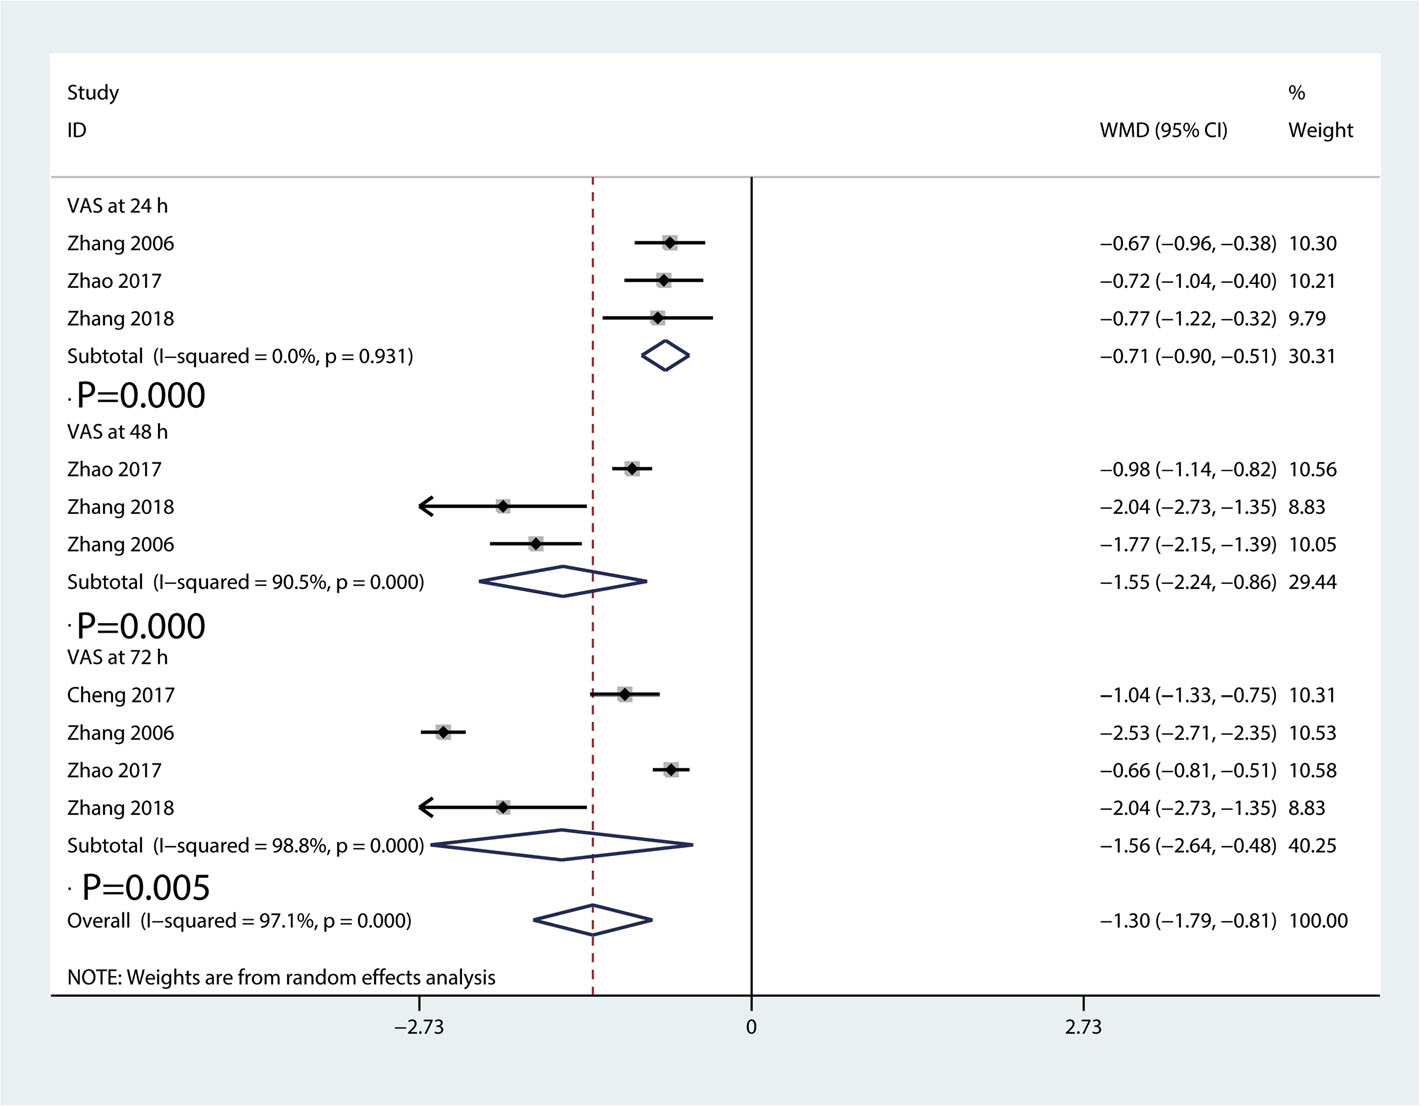 Study %
ID WMD (95% CI) Weight
VAS at 24 h
Zhang 2006 −0.67 (−0.96, −0.38) 10.30
Zhao 2017 −0.72 (−1.04, −0.40) 10.21
Zhang 2018 −0.77 (−1.22, −0.32) 9.79
Subtotal (I−squared = 0.0%, p = 0.931) −0.71 (−0.90, −0.51) 30.31
. P=0.000
VAS at 48 h
Zhao 2017 −0.98 (−1.14, −0.82) 10.56
Zhang 2018 −2.04 (−2.73, −1.35) 8.83
Zhang 2006 −1.77 (−2.15, −1.39) 10.05
Subtotal (I−squared = 90.5%, p = 0.000) −1.55 (−2.24, −0.86) 29.44
. P=0.000
VAS at 72 h
Cheng 2017 −1.04 (−1.33, −0.75) 10.31
Zhang 2006 −2.53 (−2.71, −2.35) 10.53
Zhao 2017 −0.66 (−0.81, −0.51) 10.58
Zhang 2018 −2.04 (−2.73, −1.35) 8.83
Subtotal (I−squared = 98.8%, p = 0.000) −1.56 (−2.64, −0.48) 40.25
. P=0.005
Overall (I−squared = 97.1%, p = 0.000) −1.30 (−1.79, −0.81) 100.00
NOTE: Weights are from random effects analysis
−2.73 0 2.73